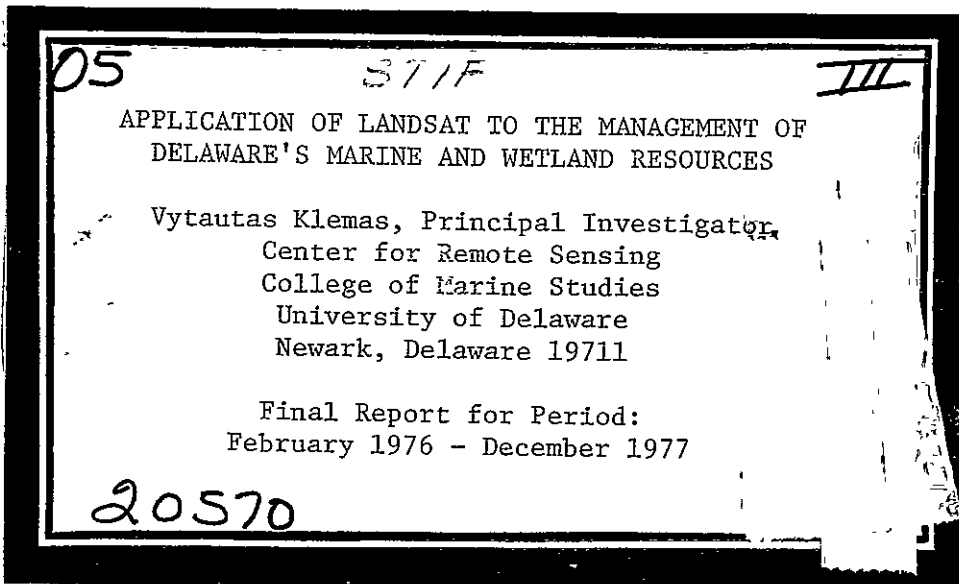 05 STIF III
APPLICATION OF LANDSAT TO THE MANAGEMENT OF
DELAWARE'S MARINE AND WETLAND RESOURCES
Vytautas Klemas, Principal Investigator
Center for Remote Sensing
College of Marine Studies
University of Delaware
Newark, Delaware 19711
Final Report for Period:
February 1976 - December 1977
20570